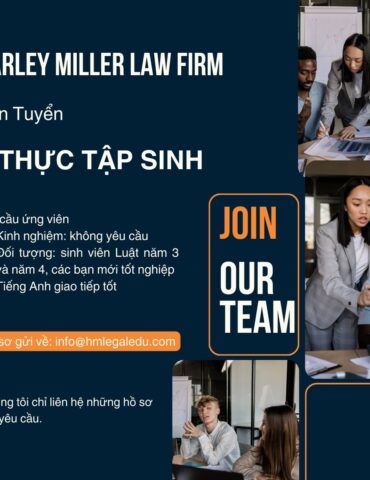 ARLEY MILLER LAW FIRM
n Tuyển
THỰC TẬP SINH
cầu ứng viên
Kinh nghiệm: không yêu cầu
Đối tượng: sinh viên Luật năm 3
và năm 4, các bạn mới tốt nghiệp
Tiếng Anh giao tiếp tốt
JOIN
OUR
TEAM
sơ gửi về: info@hmlegaledu.com
ng tôi chỉ liên hệ những hồ sơ
yêu cầu.